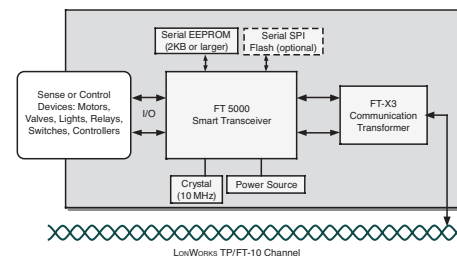 Serial EEPROM
(2KB or larger)
Serial SPI
Flash (optional)
Sense or Control
Devices: Motors,
Valves, Lights, Relays,
Switches, Controllers
I/O
FT 5000
Smart Transceiver
FT-X3
Communication
Transformer
Crystal
(10 MHz)
Power Source
LONWORKS TP/FT-10 Channel